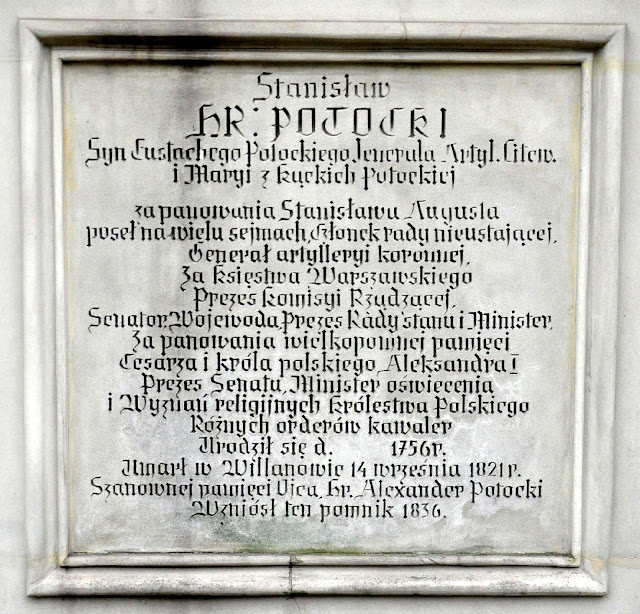 Stanisław
HR. POTOCKI
Syn Eustachego Potockiego, Jenerała Artyl. Litew.
i Maryi z Kąckich Potockiej
za panowania Stanisława Augusta
poseł na wielu sejmach, członek rady nieustającej,
Generał artylleryi koronnej,
Za Księstwa Warszawskiego
Prezes Komisyi Rządzącej,
Senator, Wojewoda, Prezes Rady stanu i Minister,
Za panowania wielkopomnej pamięci
Cesarza i króla polskiego Aleksandra I
Prezes Senatu, Minister oświecenia
i Wyznań religijnych Królestwa Polskiego
Różnych orderów kawaler
Urodził się d. 1756 r.
Umarł w Willanowie 14 września 1821 r.
Szanownej pamięci Ojca, hr. Alexander Potocki
Wzniósł ten pomnik 1836.